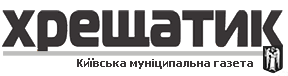 хрещатик
Київська муніципальна газета